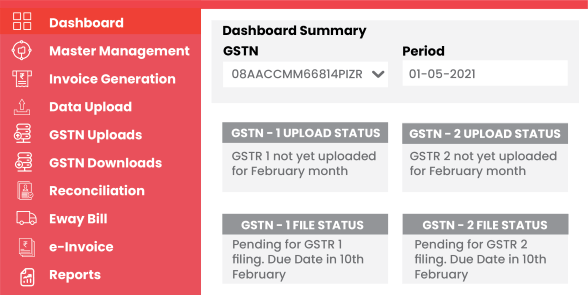 Dashboard
Master Management
Invoice Generation
Data Upload
GSTN Uploads
GSTN Downloads
Reconciliation
Eway Bill
e-Invoice
Reports
Dashboard Summary
GSTN
Period
08AACCMM66814PIZR
01-05-2021
GSTN - 1 UPLOAD STATUS
GSTR 1 not yet uploaded
for February month
GSTN - 2 UPLOAD STATUS
GSTR 2 not yet uploaded
for February month
GSTN - 1 FILE STATUS
Pending for GSTR 1
filing. Due Date in 10th
February
GSTN - 2 FILE STATUS
Pending for GSTR 2
filing. Due Date in 10th
February